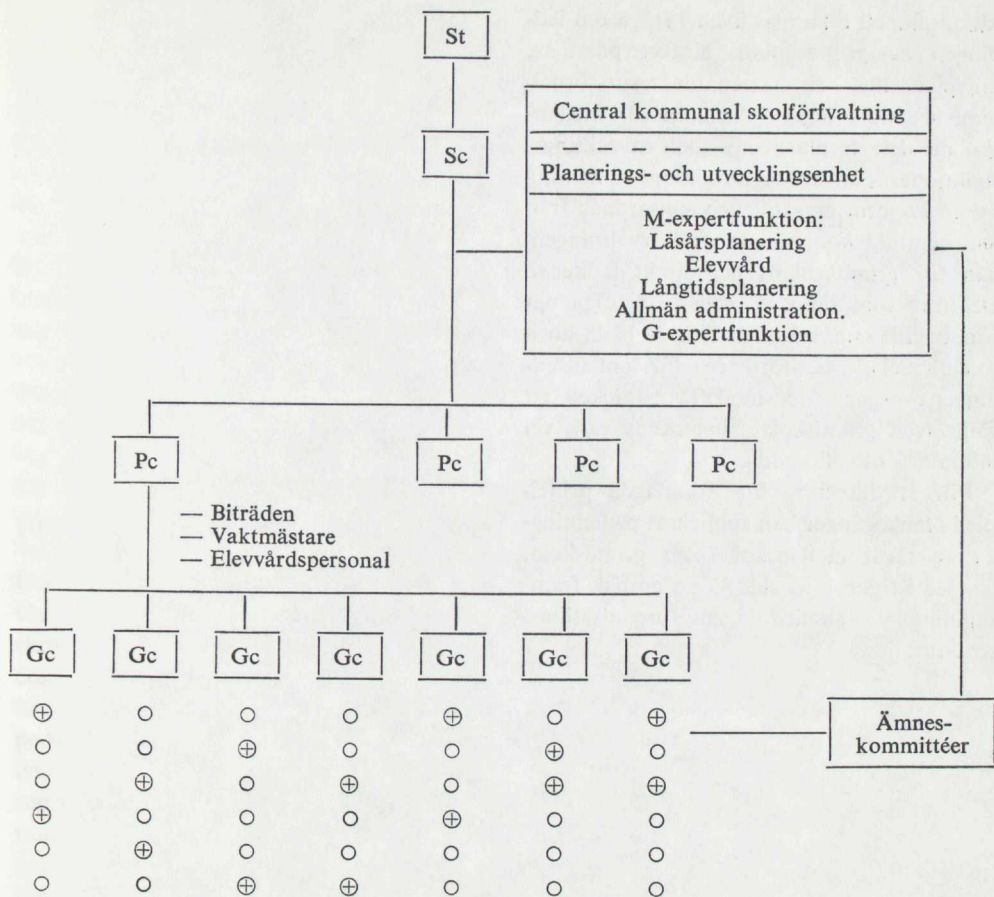 St
Sc
Central kommunal skolförfvaltning
Planerings- och utvecklingsenhet
M-expertfunktion:
Läsårsplanering
Elevvård
Långtidsplanering
Allmän administration.
G-expertfunktion
Pc Pc Pc Pc
— Biträden
— Vaktmästare
— Elevvårdspersonal
Gc Gc Gc Gc Gc Gc Gc
Ämnes-
kommittéer